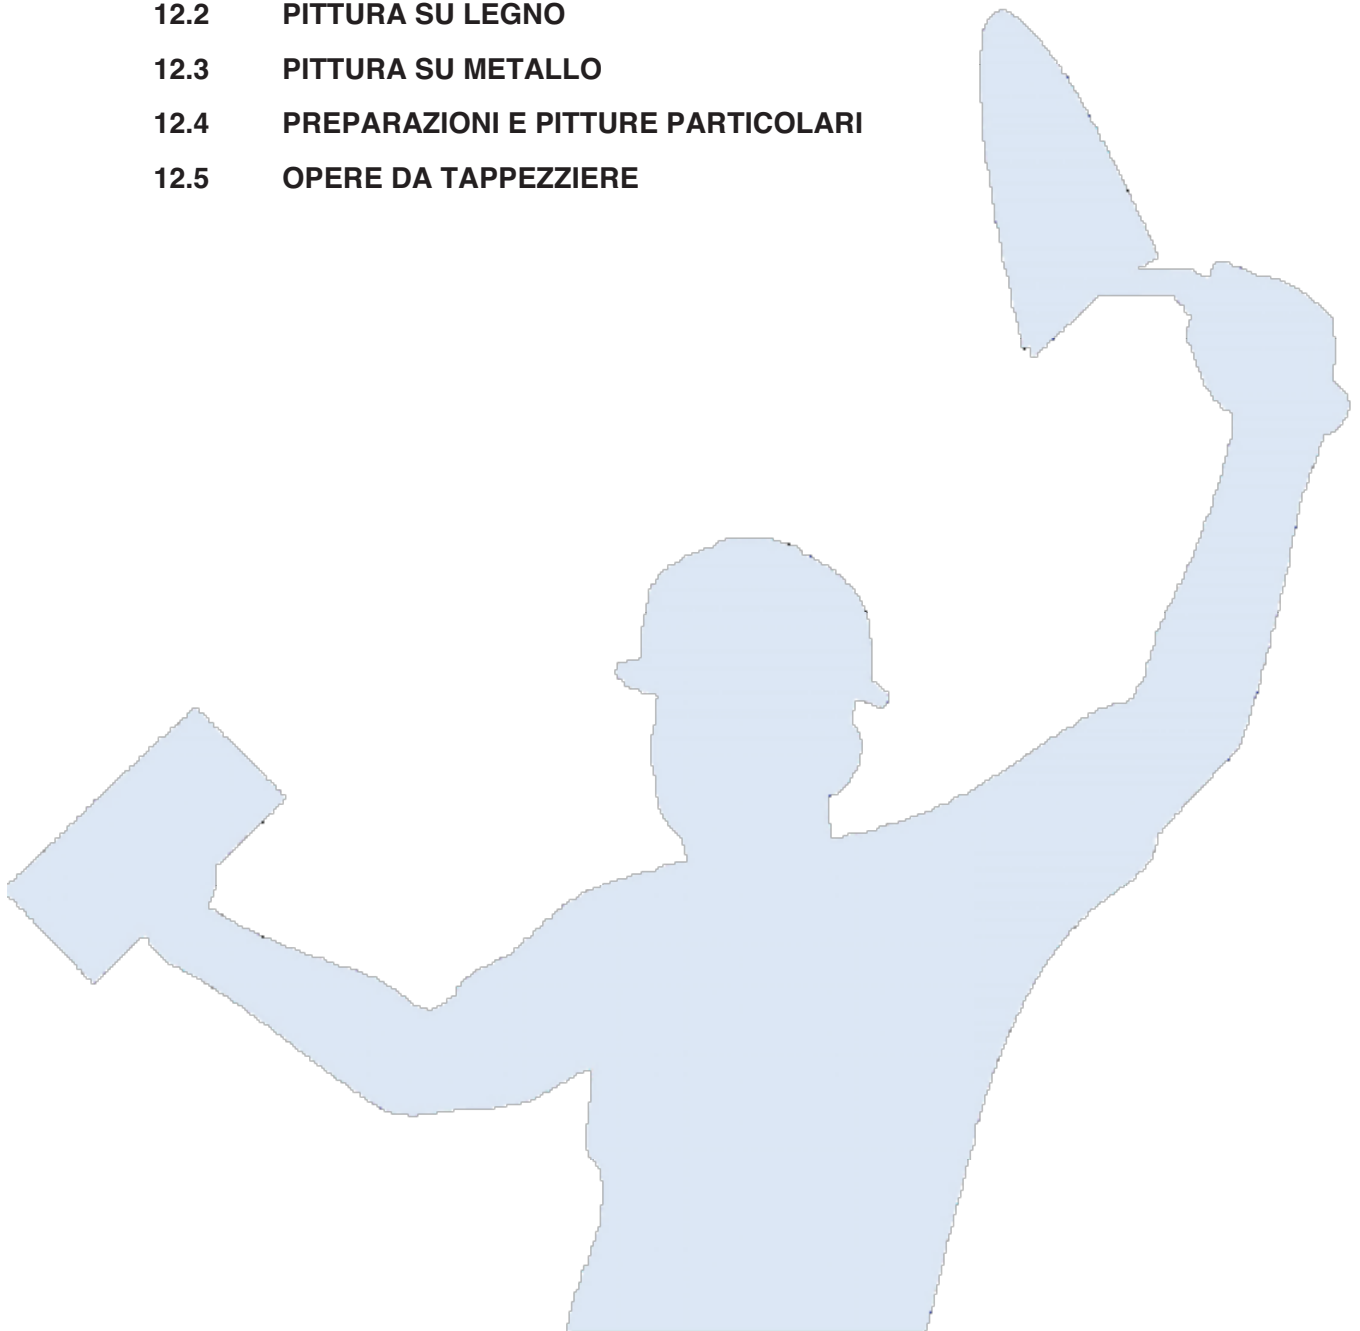 12.2 PITTURA SU LEGNO
12.3 PITTURA SU METALLO
12.4 PREPARAZIONI E PITTURE PARTICOLARI
12.5 OPERE DA TAPPEZZIERE